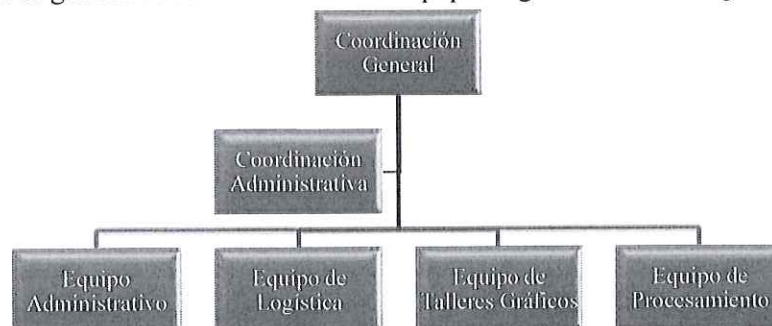 Coordinación
General
Coordinación
Administrativa
Equipo
Administrativo
Equipo de
Logística
Equipo de
Talleres Gráficos
Equipo de
Procesamiento